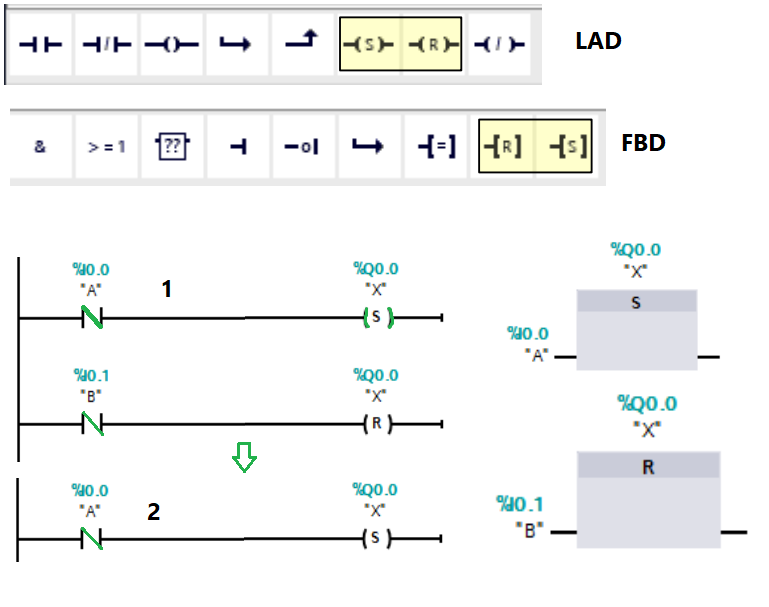 S R / LAD
& >=1 ?? = R S FBD
%I0.0 %Q0.0
"A" 1 "X"
S
%I0.1 %Q0.0
"B" "X"
R
%I0.0 %Q0.0
"A" 2 "X"
S
%Q0.0
"X"
S
%I0.0
"A"
%Q0.0
"X"
R
%I0.1
"B"